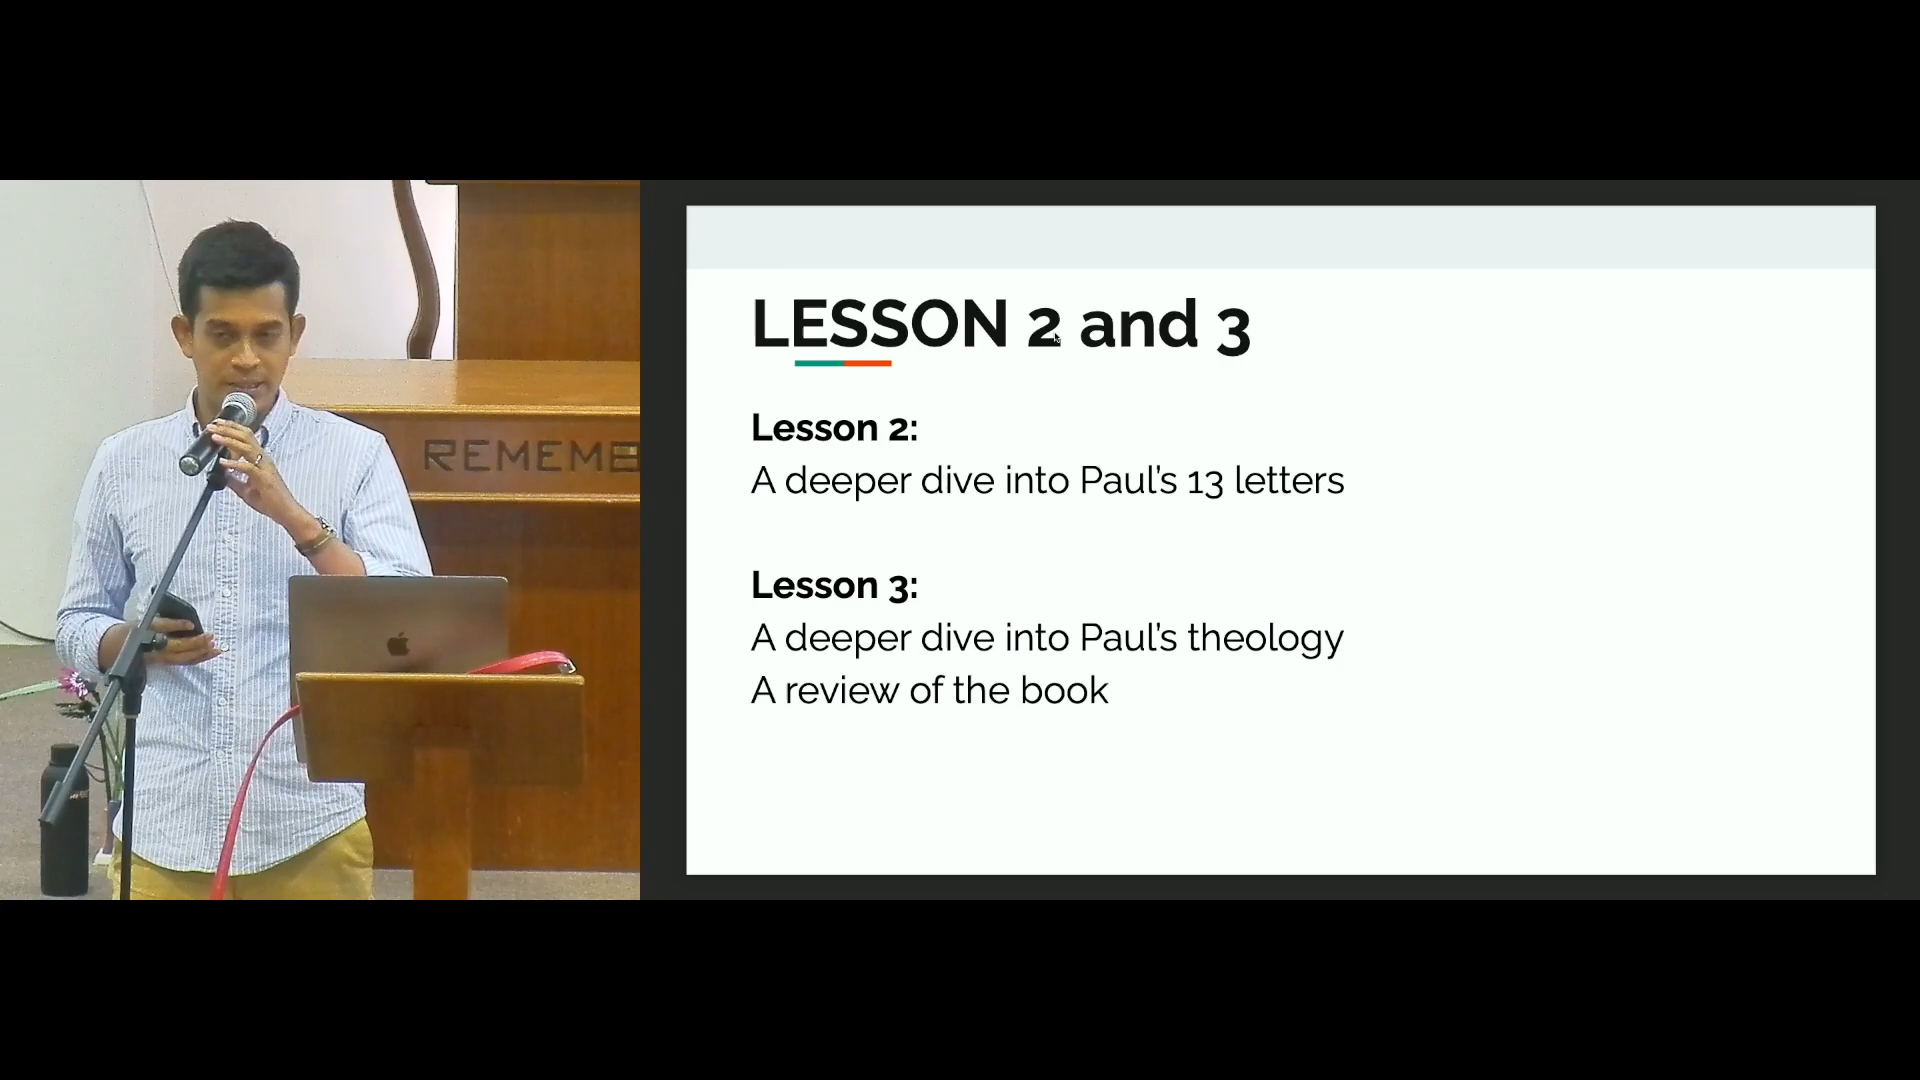 REMEMB
LESSON 2 and 3
Lesson 2:
A deeper dive into Paul's 13 letters
Lesson 3:
A deeper dive into Paul's theology
A review of the book